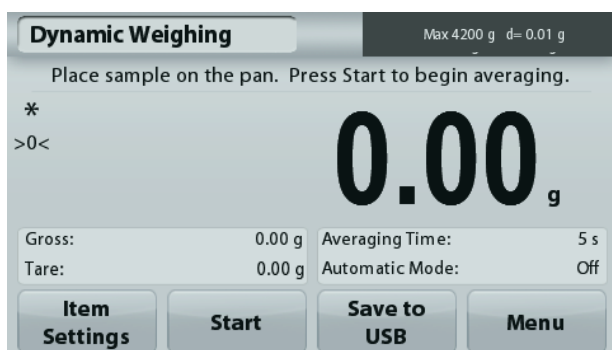 Dynamic Weighing
Max 4200 g d= 0.01 g
Place sample on the pan. Press Start to begin averaging.
*
>0<
0.00 g
Gross: 0.00 g
Tare: 0.00 g
Averaging Time: 5 s
Automatic Mode: Off
Item Settings
Start
Save to USB
Menu